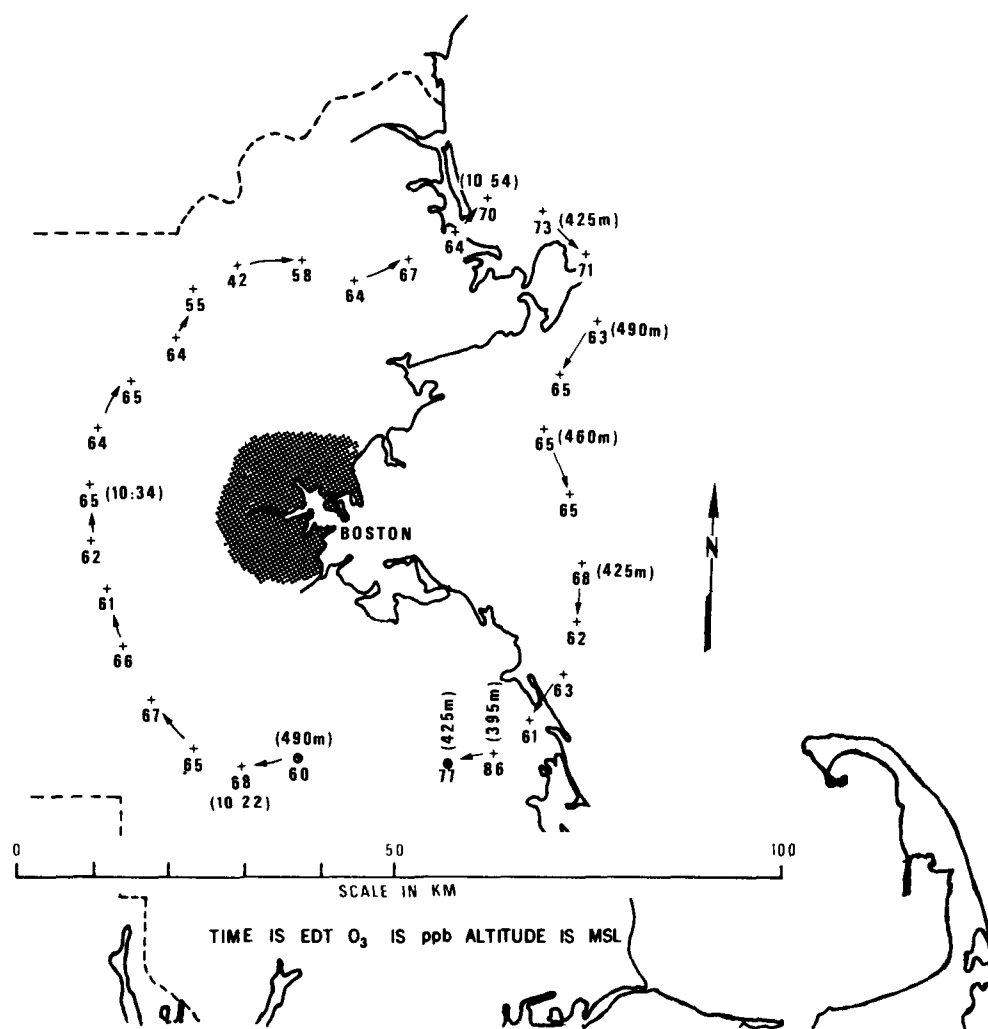 (10 54)
70
73 (425m)
64
71
42
58
64
67
55
63 (490m)
64
65
65
64
65 (460m)
65 (10:34)
65
BOSTON
N
62
68 (425m)
61
62
66
63
67
(425m)
(395m)
61
(490m)
65
68
60
77
86
(10 22)
0
50
100
SCALE IN KM
TIME IS EDT O₃ IS ppb ALTITUDE IS MSL